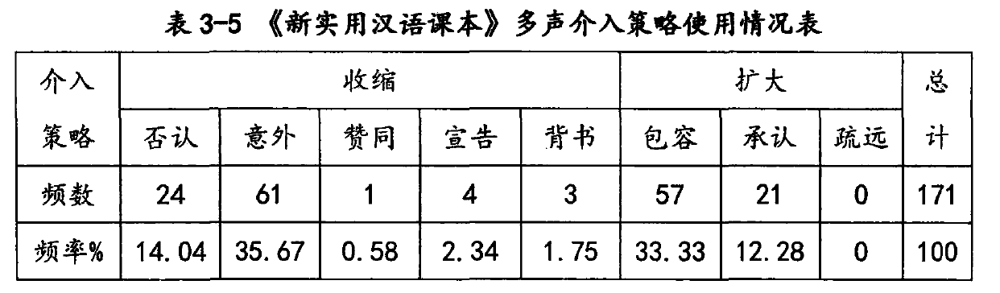 表3-5 《新实用汉语课本》多声介入策略使用情况表
介入策略 收缩 扩大 总计
否认 意外 赞同 宣告 背书 包容 承认 疏远
频数 24 61 1 4 3 57 21 0 171
频率% 14.04 35.67 0.58 2.34 1.75 33.33 12.28 0 100